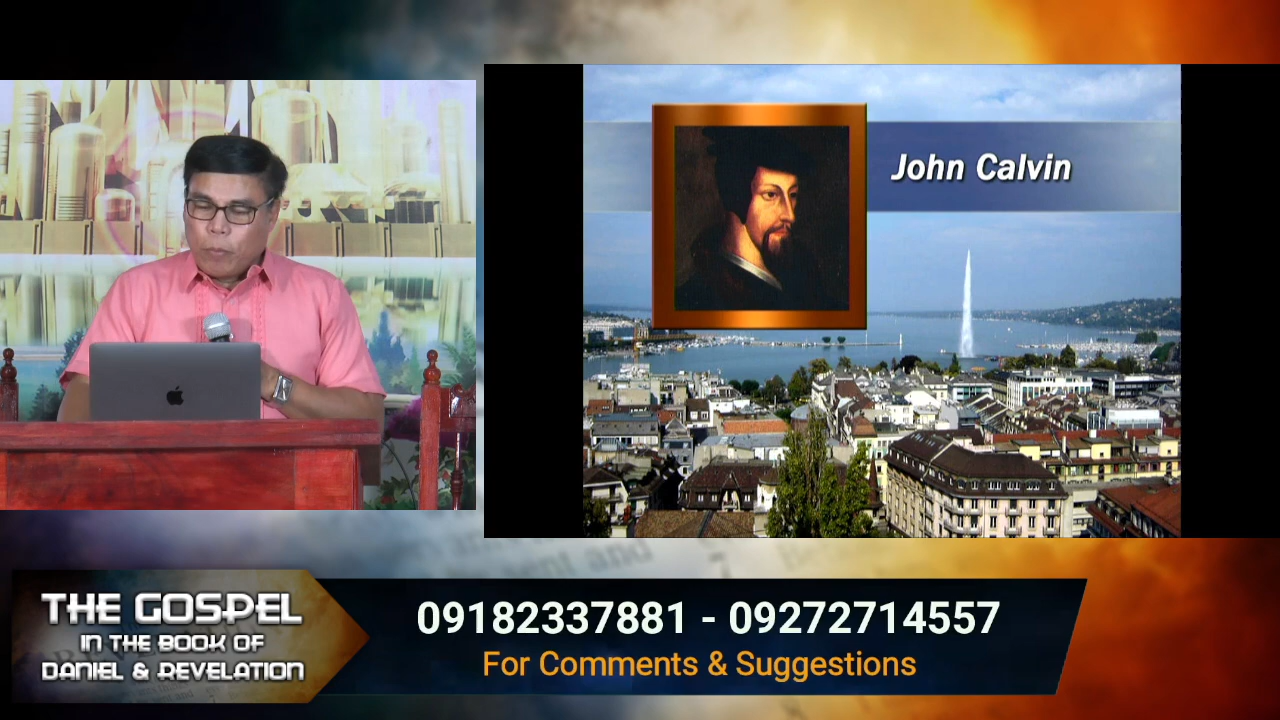 John Calvin
THE GOSPEL
IN THE BOOK OF
DANIEL & REVELATION
09182337881 - 09272714557
For Comments & Suggestions